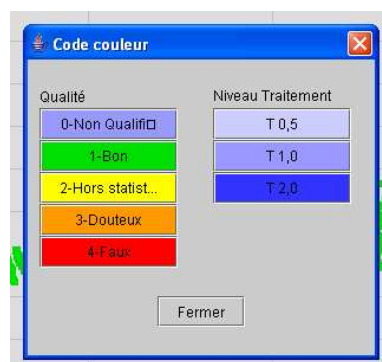 Code couleur
Qualité
0-Non Qualifi□
1-Bon
2-Hors statist...
3-Douteux
4-Faux
Niveau Traitement
T 0,5
T 1,0
T 2,0
Fermer